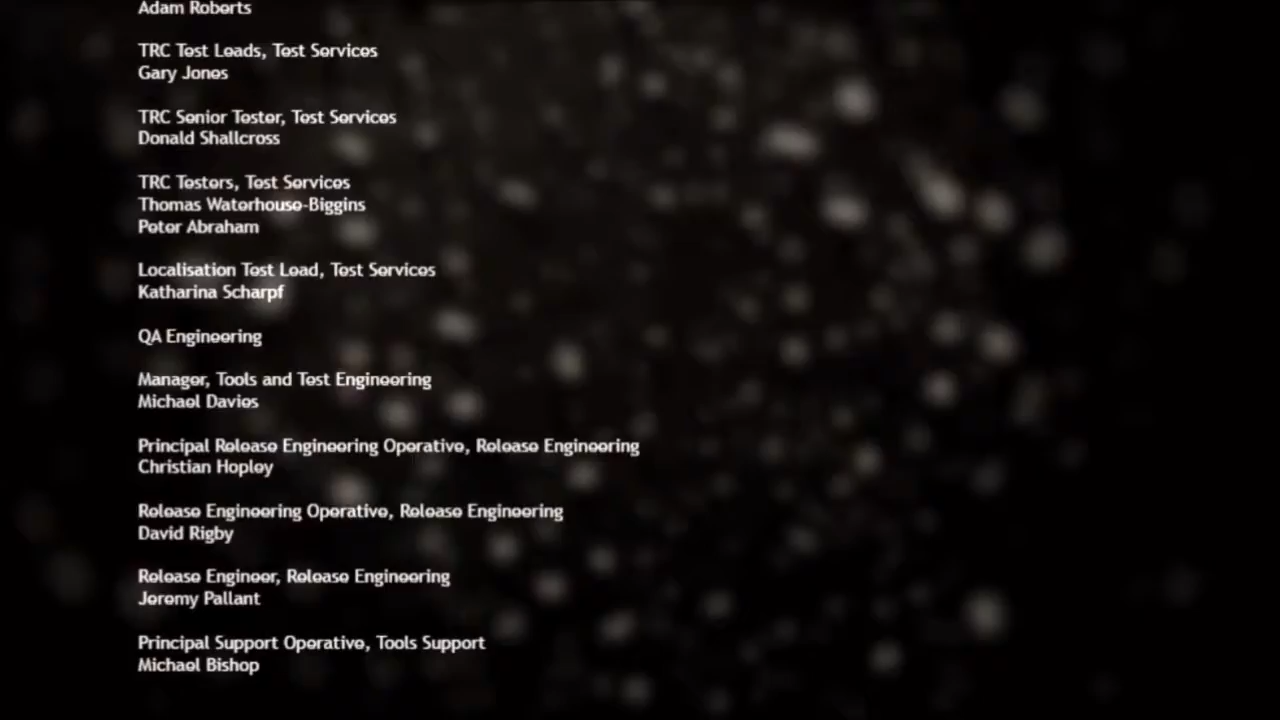 Adam Roberts
TRC Test Leads, Test Services
Gary Jones
TRC Senior Tester, Test Services
Donald Shallcross
TRC Testers, Test Services
Thomas Waterhouse-Biggins
Peter Abraham
Localisation Test Lead, Test Services
Katharina Scharpf
QA Engineering
Manager, Tools and Test Engineering
Michael Davies
Principal Release Engineering Operative, Release Engineering
Christian Hopley
Release Engineering Operative, Release Engineering
David Rigby
Release Engineer, Release Engineering
Jeremy Pallant
Principal Support Operative, Tools Support
Michael Bishop